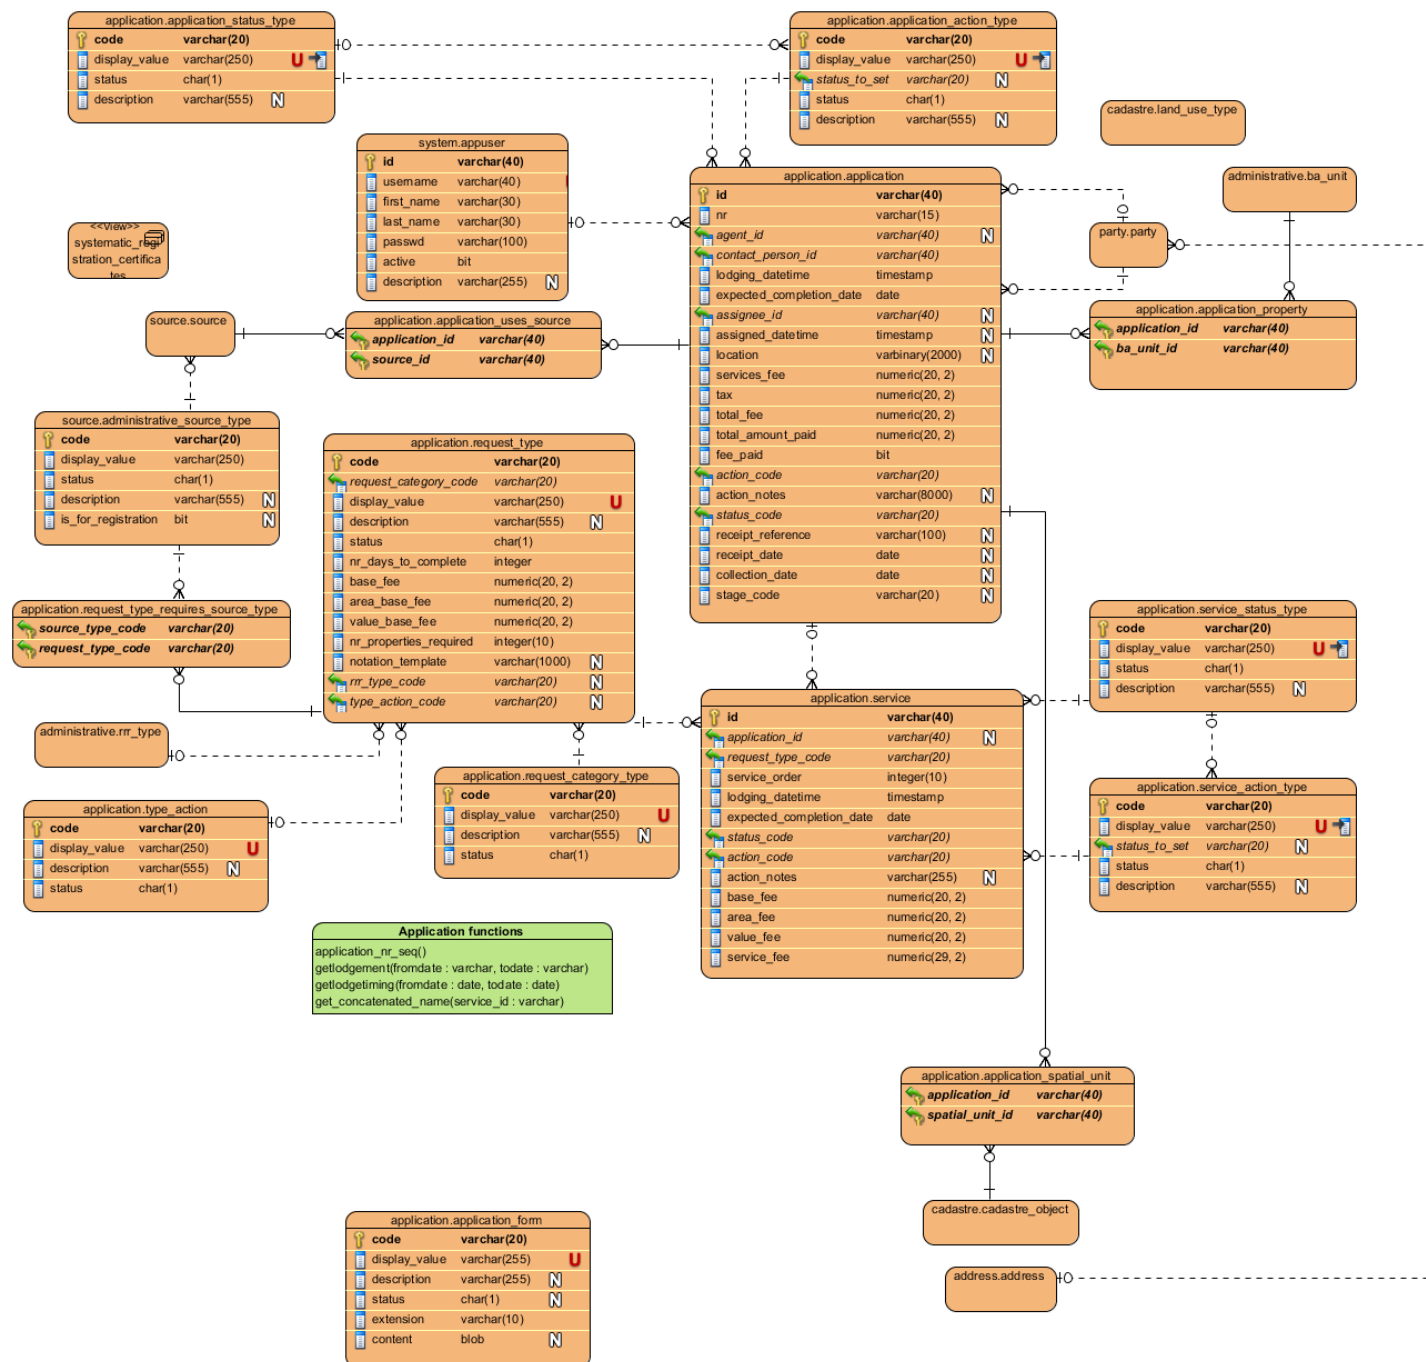 application.application_status_type
code varchar(20)
display_value varchar(250) U
status char(1)
description varchar(555) N
application.application_action_type
code varchar(20)
display_value varchar(250) U
status_to_set varchar(20) N
status char(1)
description varchar(555) N
cadastre.land_use_type
system.appuser
id varchar(40)
username varchar(40)
first_name varchar(30)
last_name varchar(30)
passwd varchar(100)
active bit
description varchar(255) N
application.application
id varchar(40)
nr varchar(15)
agent_id varchar(40) N
contact_person_id varchar(40)
lodging_datetime timestamp
expected_completion_date date
assignee_id varchar(40) N
assigned_datetime timestamp N
location varbinary(2000) N
services_fee numeric(20, 2)
tax numeric(20, 2)
total_fee numeric(20, 2)
total_amount_paid numeric(20, 2)
fee_paid bit
action_code varchar(20)
action_notes varchar(8000) N
status_code varchar(20)
receipt_reference varchar(100) N
receipt_date date N
collection_date date N
stage_code varchar(20) N
administrative.ba_unit
party.party
<<View>>
systematic_regi
stration_certifica
tes
source.source
application.application_uses_source
application_id varchar(40)
source_id varchar(40)
application.application_property
application_id varchar(40)
ba_unit_id varchar(40)
source.administrative_source_type
code varchar(20)
display_value varchar(250)
status char(1)
description varchar(555) N
is_for_registration bit N
application.request_type
code varchar(20)
request_category_code varchar(20)
display_value varchar(250) U
description varchar(555) N
status char(1)
nr_days_to_complete integer
base_fee numeric(20, 2)
area_base_fee numeric(20, 2)
value_base_fee numeric(20, 2)
nr_properties_required integer(10)
notation_template varchar(1000) N
rrr_type_code varchar(20) N
type_action_code varchar(20) N
application.request_type_requires_source_type
source_type_code varchar(20)
request_type_code varchar(20)
application.service_status_type
code varchar(20)
display_value varchar(250) U
status char(1)
description varchar(555) N
application.service
id varchar(40)
application_id varchar(40) N
request_type_code varchar(20)
service_order integer(10)
lodging_datetime timestamp
expected_completion_date date
status_code varchar(20)
action_code varchar(20)
action_notes varchar(255) N
base_fee numeric(20, 2)
area_fee numeric(20, 2)
value_fee numeric(20, 2)
service_fee numeric(29, 2)
administrative.rrr_type
application.request_category_type
code varchar(20)
display_value varchar(250) U
description varchar(555) N
status char(1)
application.type_action
code varchar(20)
display_value varchar(250) U
description varchar(555) N
status char(1)
application.service_action_type
code varchar(20)
display_value varchar(250) U
status_to_set varchar(20) N
status char(1)
description varchar(555) N
Application functions
application_nr_seq()
getlodgement(fromdate : varchar, todate : varchar)
getlodgetiming(fromdate : date, todate : date)
get_concatenated_name(service_id : varchar)
application.application_spatial_unit
application_id varchar(40)
spatial_unit_id varchar(40)
cadastre.cadastre_object
application.application_form
code varchar(20)
display_value varchar(255) U
description varchar(255) N
status char(1) N
extension varchar(10)
content blob N
address.address